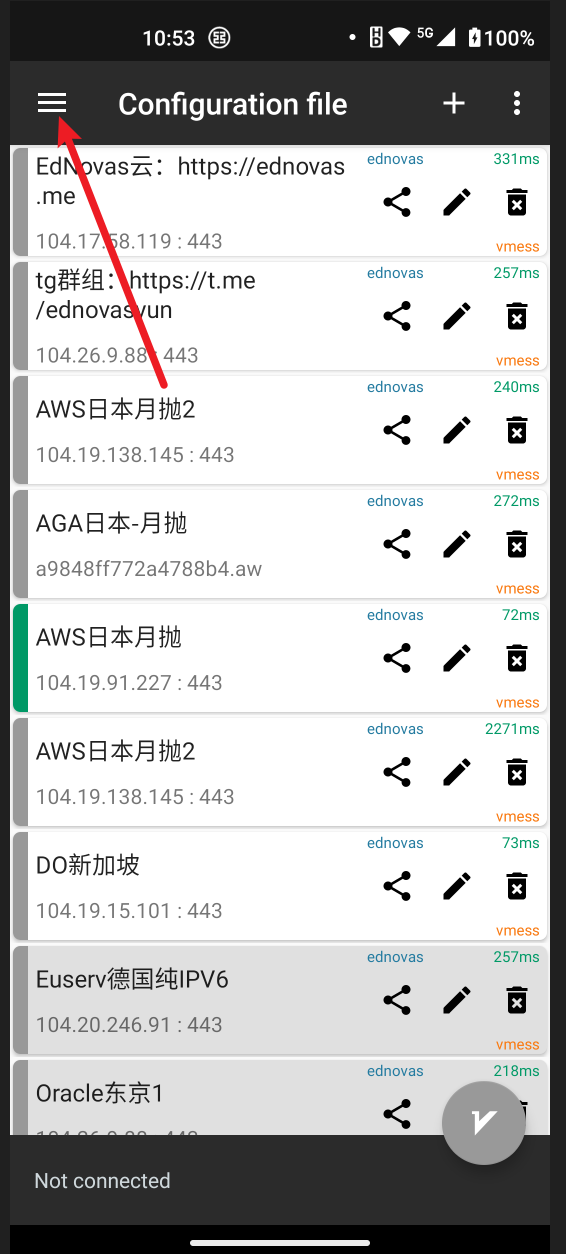 10:53
5G
100%
Configuration file
EdNovas云：https://ednovas
.me
ednovas
331ms
104.17.58.119 : 443
vmess
tg群组：https://t.me
/ednovasyun
ednovas
257ms
104.26.9.88 : 443
vmess
AWS日本月抛2
ednovas
240ms
104.19.138.145 : 443
vmess
AGA日本-月抛
ednovas
272ms
a9848ff772a4788b4.aw
vmess
AWS日本月抛
ednovas
72ms
104.19.91.227 : 443
vmess
AWS日本月抛2
ednovas
2271ms
104.19.138.145 : 443
vmess
DO新加坡
ednovas
73ms
104.19.15.101 : 443
vmess
Euserv德国纯IPV6
ednovas
257ms
104.20.246.91 : 443
vmess
Oracle东京1
ednovas
218ms
Not connected